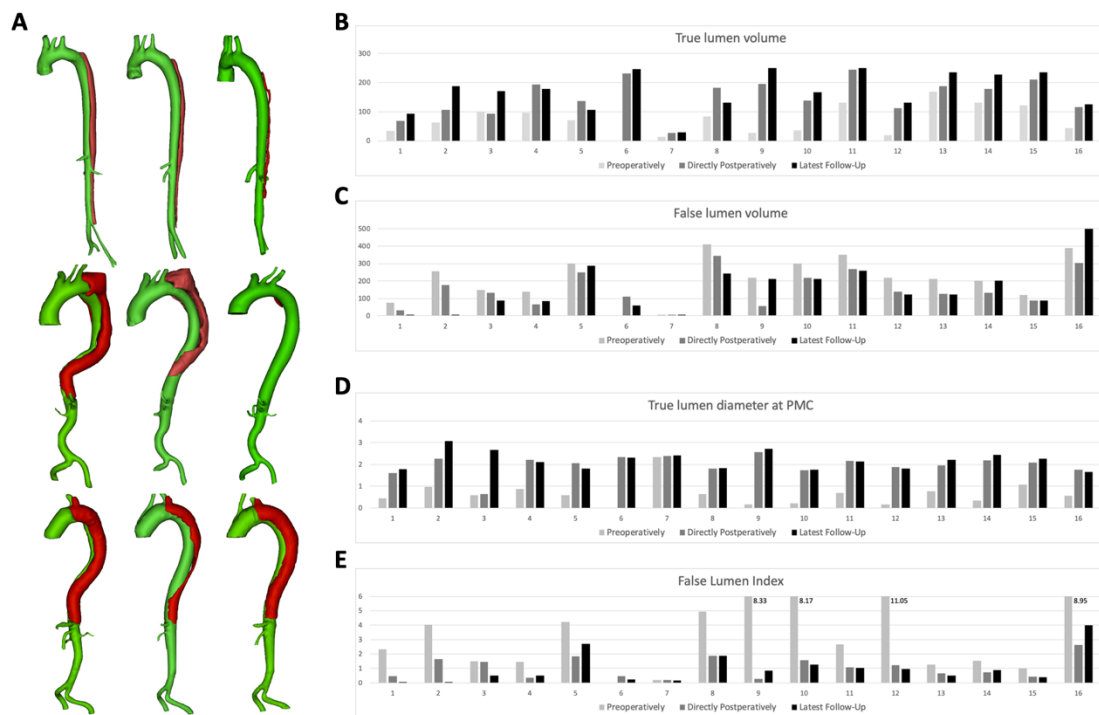 A
B
True lumen volume
300
200
100
0
1 2 3 4 5 6 7 8 9 10 11 12 13 14 15 16
Preoperatively Directly Postperatively Latest Follow-Up
C
False lumen volume
500
400
300
200
100
0
1 2 3 4 5 6 7 8 9 10 11 12 13 14 15 16
Preoperatively Directly Postperatively Latest Follow-Up
D
True lumen diameter at PMC
4
3
2
1
0
1 2 3 4 5 6 7 8 9 10 11 12 13 14 15 16
Preoperatively Directly Postperatively Latest Follow-Up
E
False Lumen Index
6
8.33 8.17 11.05 8.95
5
4
3
2
1
0
1 2 3 4 5 6 7 8 9 10 11 12 13 14 15 16
Preoperatively Directly Postperatively Latest Follow-Up